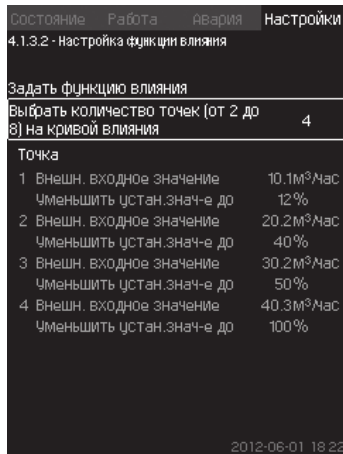 Состояние Работа Авария Настройки
4.1.3.2 - Настройка функции влияния
Задать функцию влияния
Выбрать количество точек (от 2 до
8) на кривой влияния 4
Точка
1 Внешн. входное значение 10.1м³/час
Уменьшить устан.знач-е до 12%
2 Внешн. входное значение 20.2м³/час
Уменьшить устан.знач-е до 40%
3 Внешн. входное значение 30.2м³/час
Уменьшить устан.знач-е до 50%
4 Внешн. входное значение 40.3м³/час
Уменьшить устан.знач-е до 100%
2012-06-01 18:22